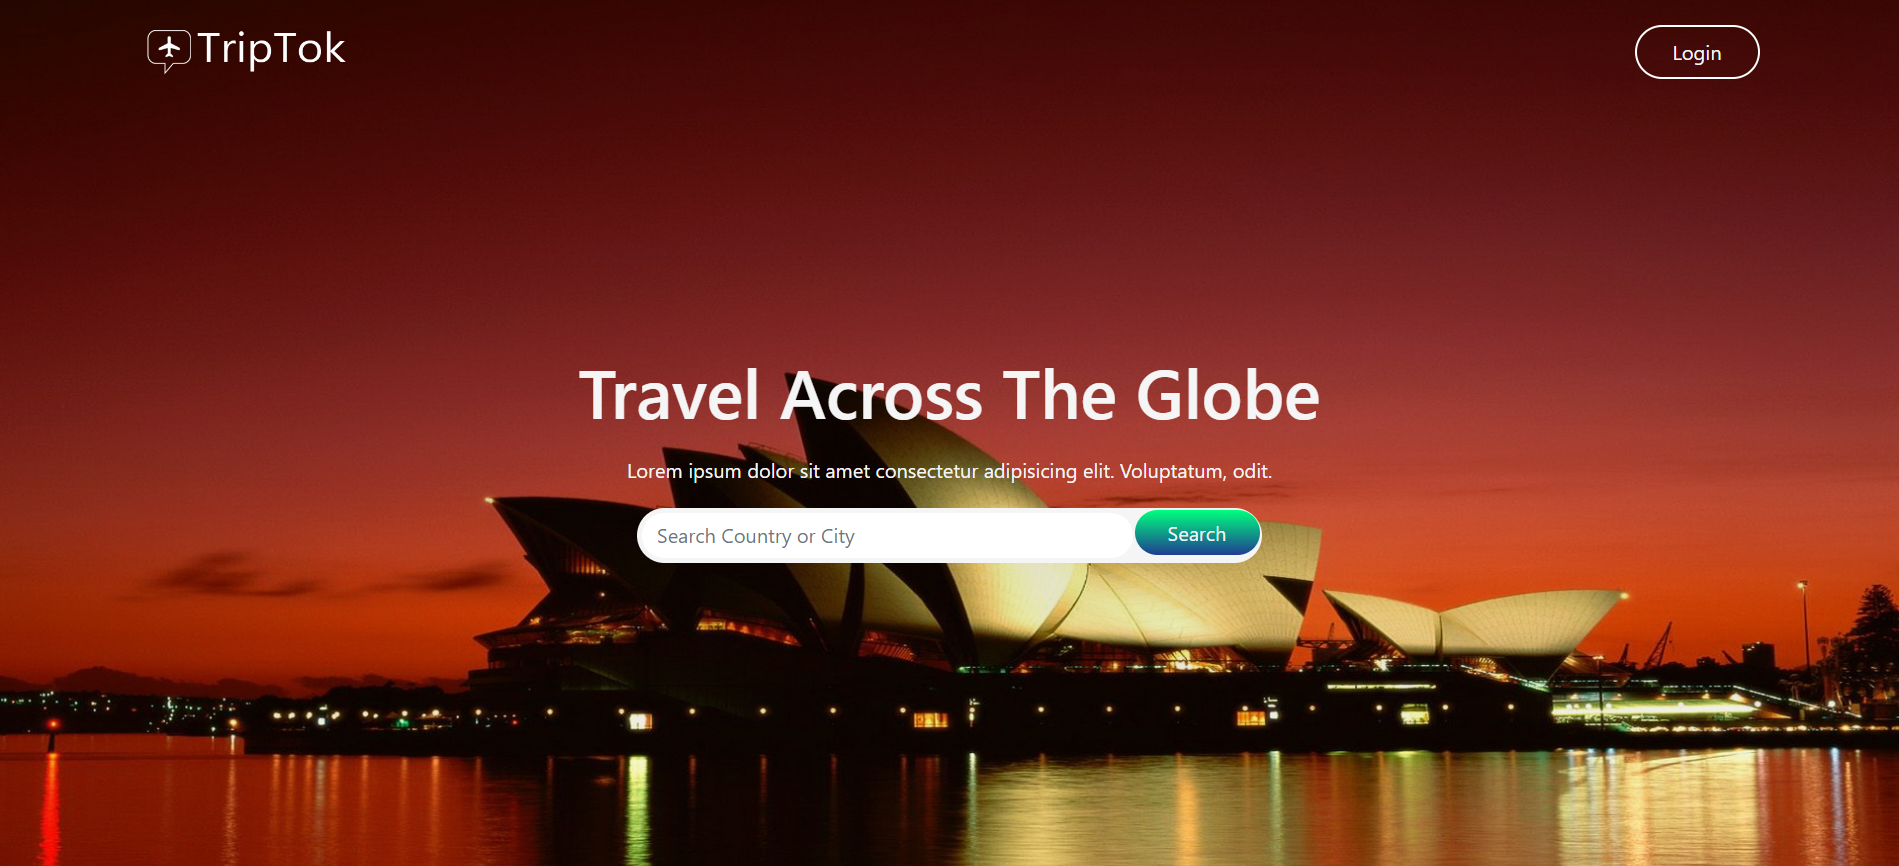 TripTok
Login
Travel Across The Globe
Lorem ipsum dolor sit amet consectetur adipisicing elit. Voluptatum, odit.
Search Country or City
Search